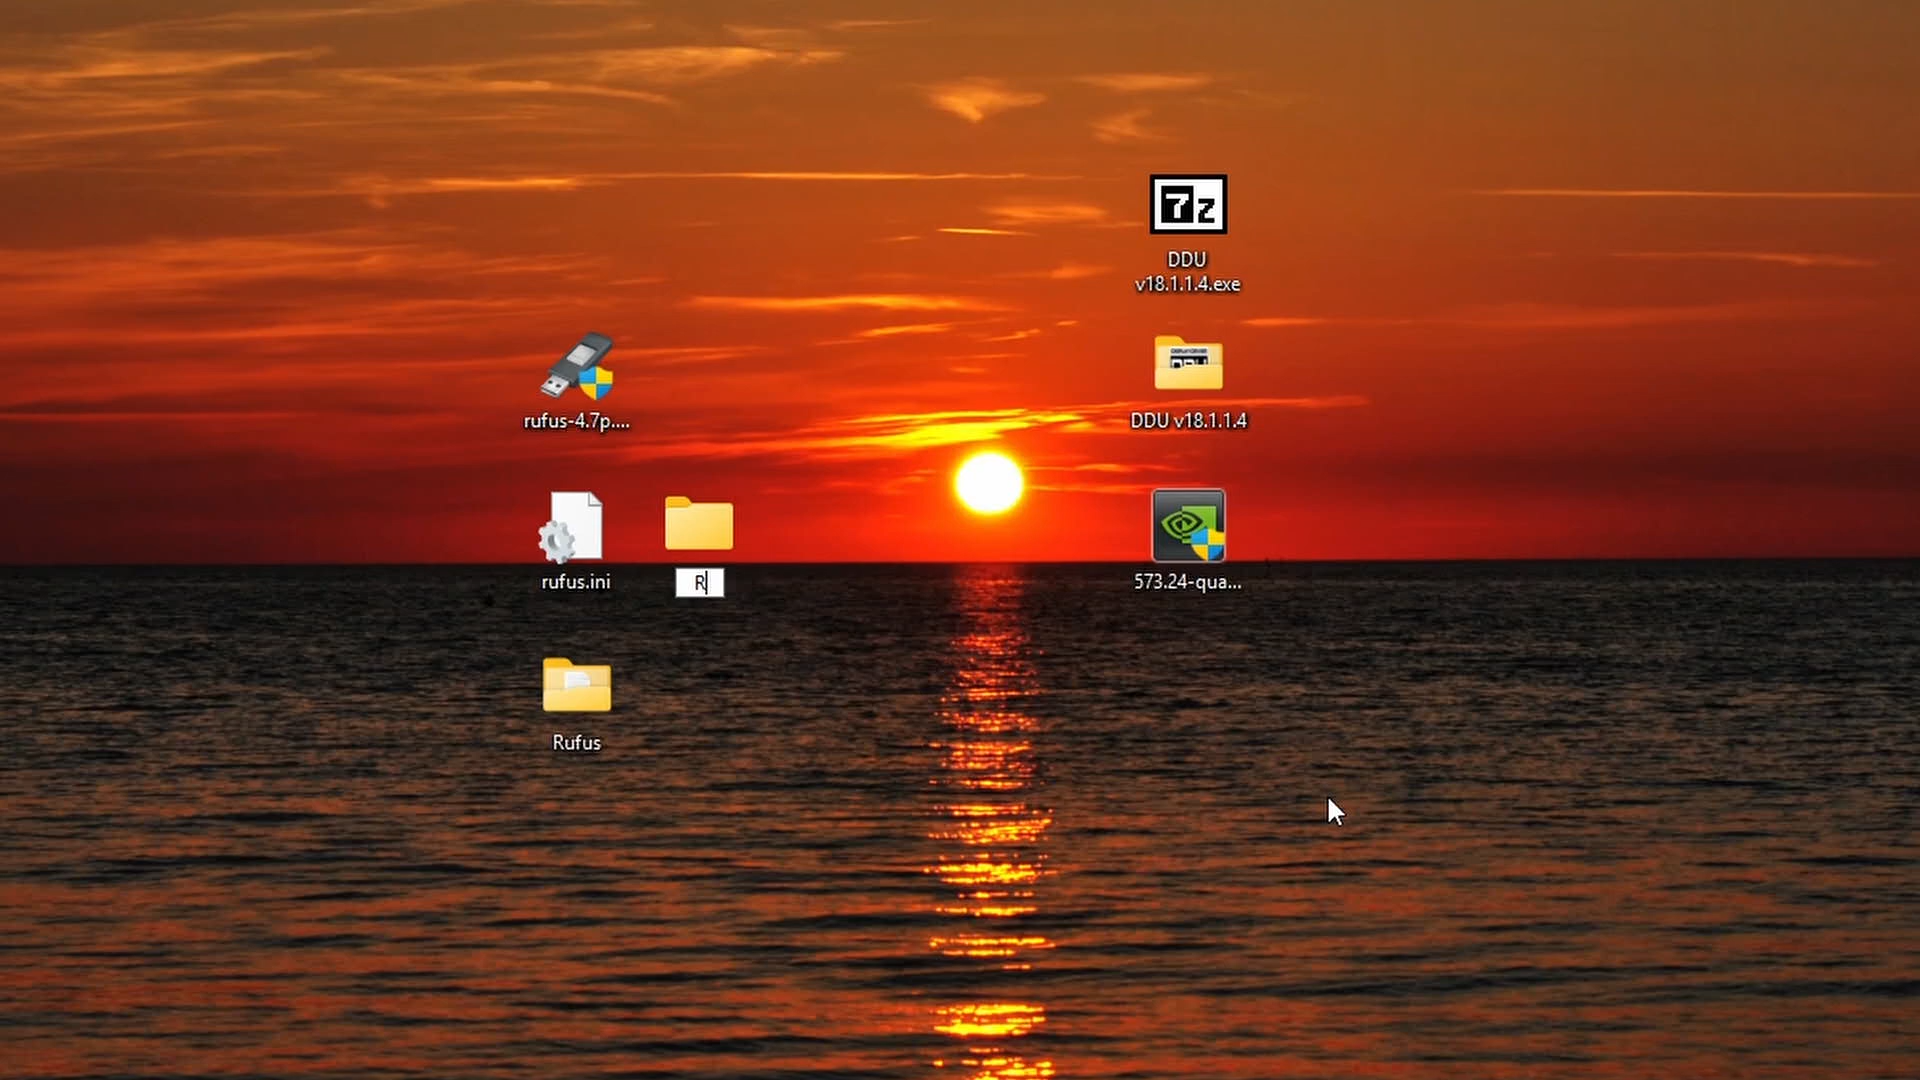 7z
DDU
v18.1.1.4.exe
rufus-4.7p....
DDU v18.1.1.4
rufus.ini
R
573.24-qua...
Rufus